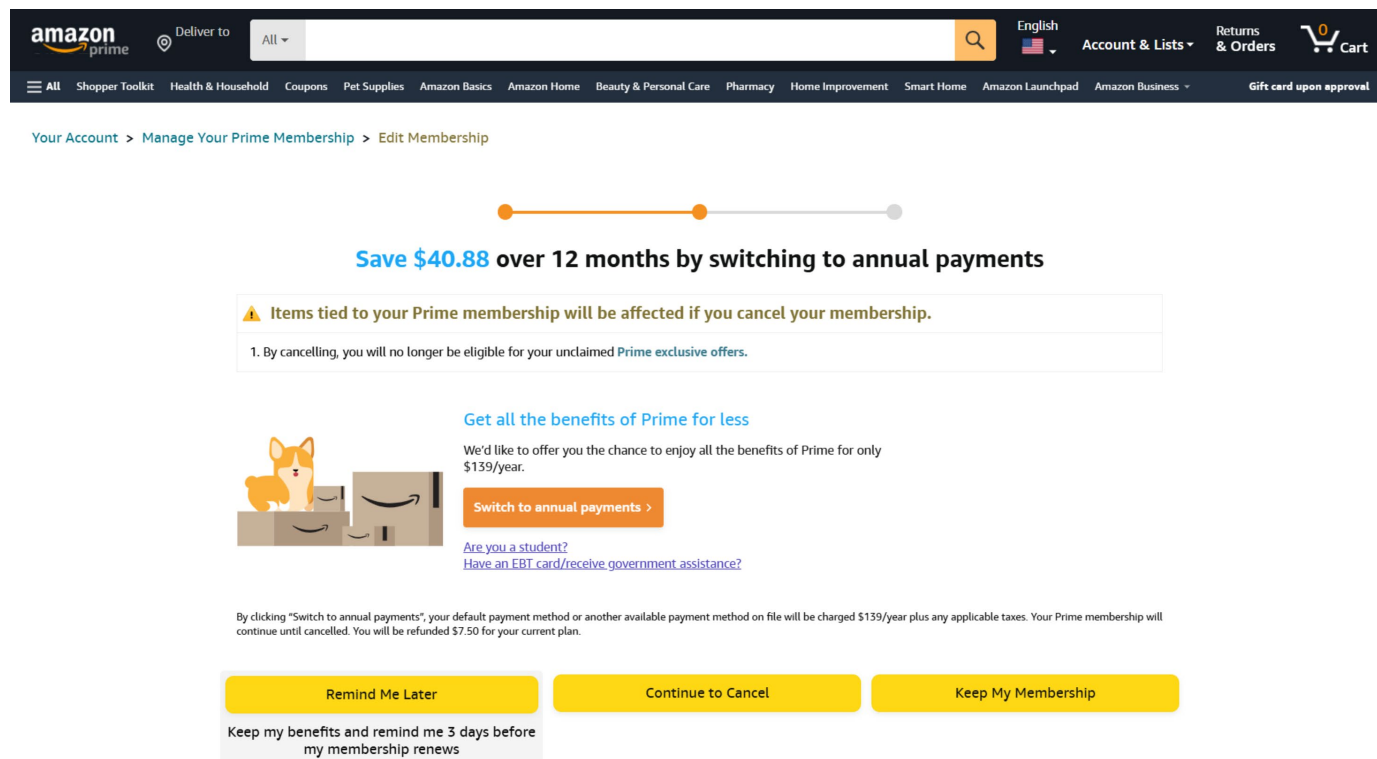 amazon
prime
Deliver to
All
English
Account & Lists
Returns
& Orders
0
Cart
All
Shopper Toolkit
Health & Household
Coupons
Pet Supplies
Amazon Basics
Amazon Home
Beauty & Personal Care
Pharmacy
Home Improvement
Smart Home
Amazon Launchpad
Amazon Business
Gift card upon approval
Your Account > Manage Your Prime Membership > Edit Membership
Save $40.88 over 12 months by switching to annual payments
Items tied to your Prime membership will be affected if you cancel your membership.
1. By cancelling, you will no longer be eligible for your unclaimed Prime exclusive offers.
Get all the benefits of Prime for less
We'd like to offer you the chance to enjoy all the benefits of Prime for only
$139/year.
Switch to annual payments >
Are you a student?
Have an EBT card/receive government assistance?
By clicking “Switch to annual payments”, your default payment method or another available payment method on file will be charged $139/year plus any applicable taxes. Your Prime membership will
continue until cancelled. You will be refunded $7.50 for your current plan.
Remind Me Later
Continue to Cancel
Keep My Membership
Keep my benefits and remind me 3 days before
my membership renews